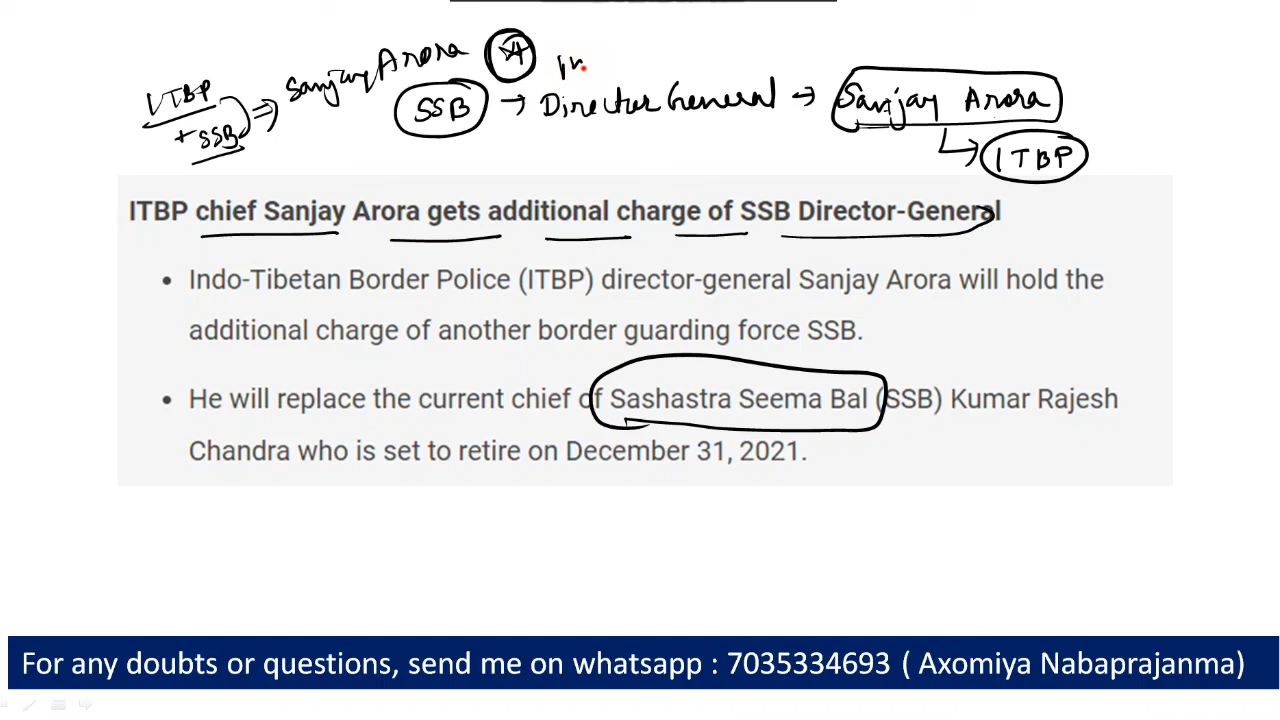 Sanjay Arora
ITBP
+ SSB
SSB → Director General → Sanjay Arora
ITBP
ITBP chief Sanjay Arora gets additional charge of SSB Director-General
• Indo-Tibetan Border Police (ITBP) director-general Sanjay Arora will hold the
additional charge of another border guarding force SSB.
• He will replace the current chief of Sashastra Seema Bal (SSB) Kumar Rajesh
Chandra who is set to retire on December 31, 2021.
For any doubts or questions, send me on whatsapp : 7035334693 ( Axomiya Nabaprajanma)